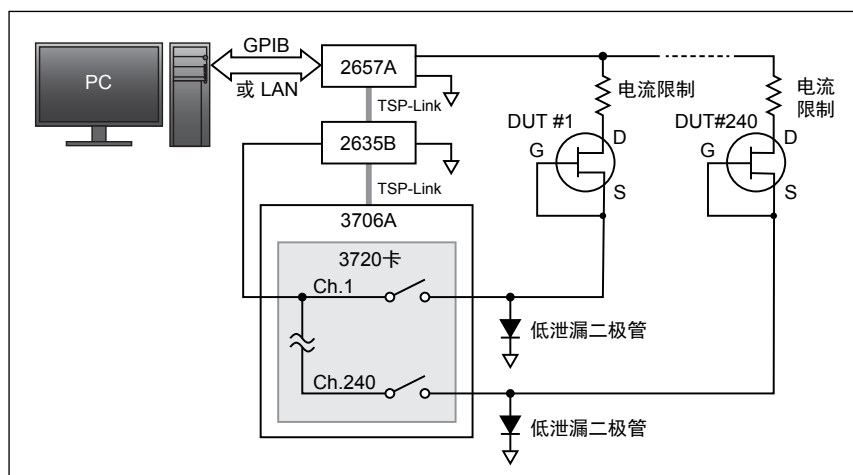 PC
GPIB
或 LAN
2657A
TSP-Link
2635B
TSP-Link
3706A
3720卡
Ch.1
Ch.240
电流限制
DUT #1
G
D
S
电流
限制
DUT#240
G
D
S
低泄漏二极管
低泄漏二极管